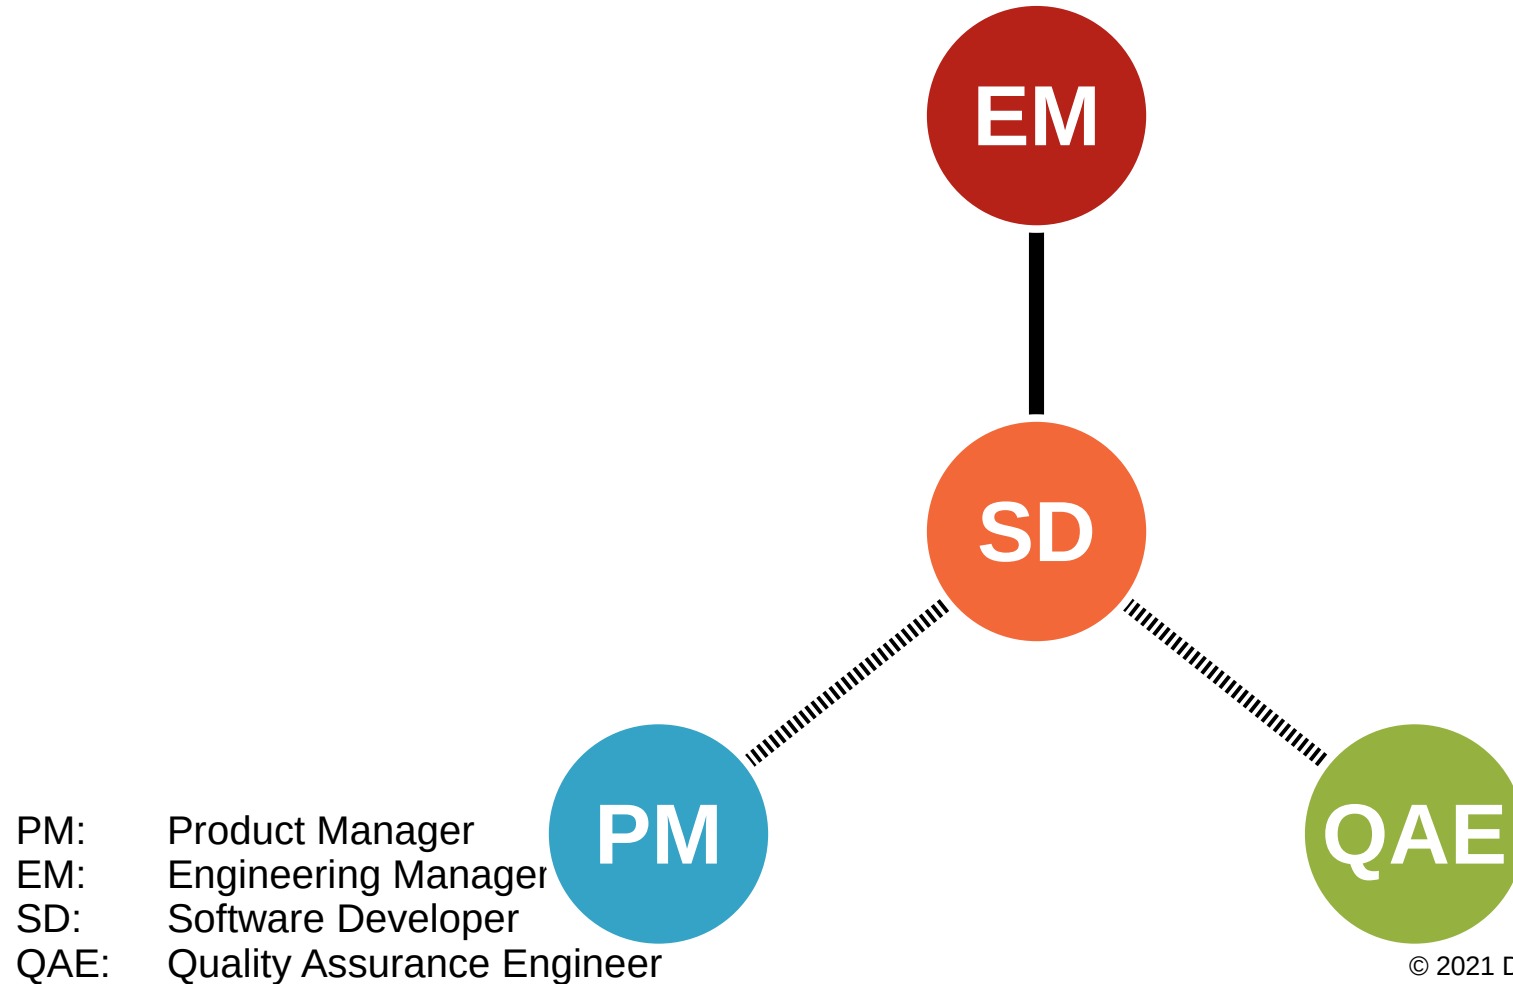 EM
SD
PM
QAE
PM: Product Manager
EM: Engineering Manager
SD: Software Developer
QAE: Quality Assurance Engineer
© 2021